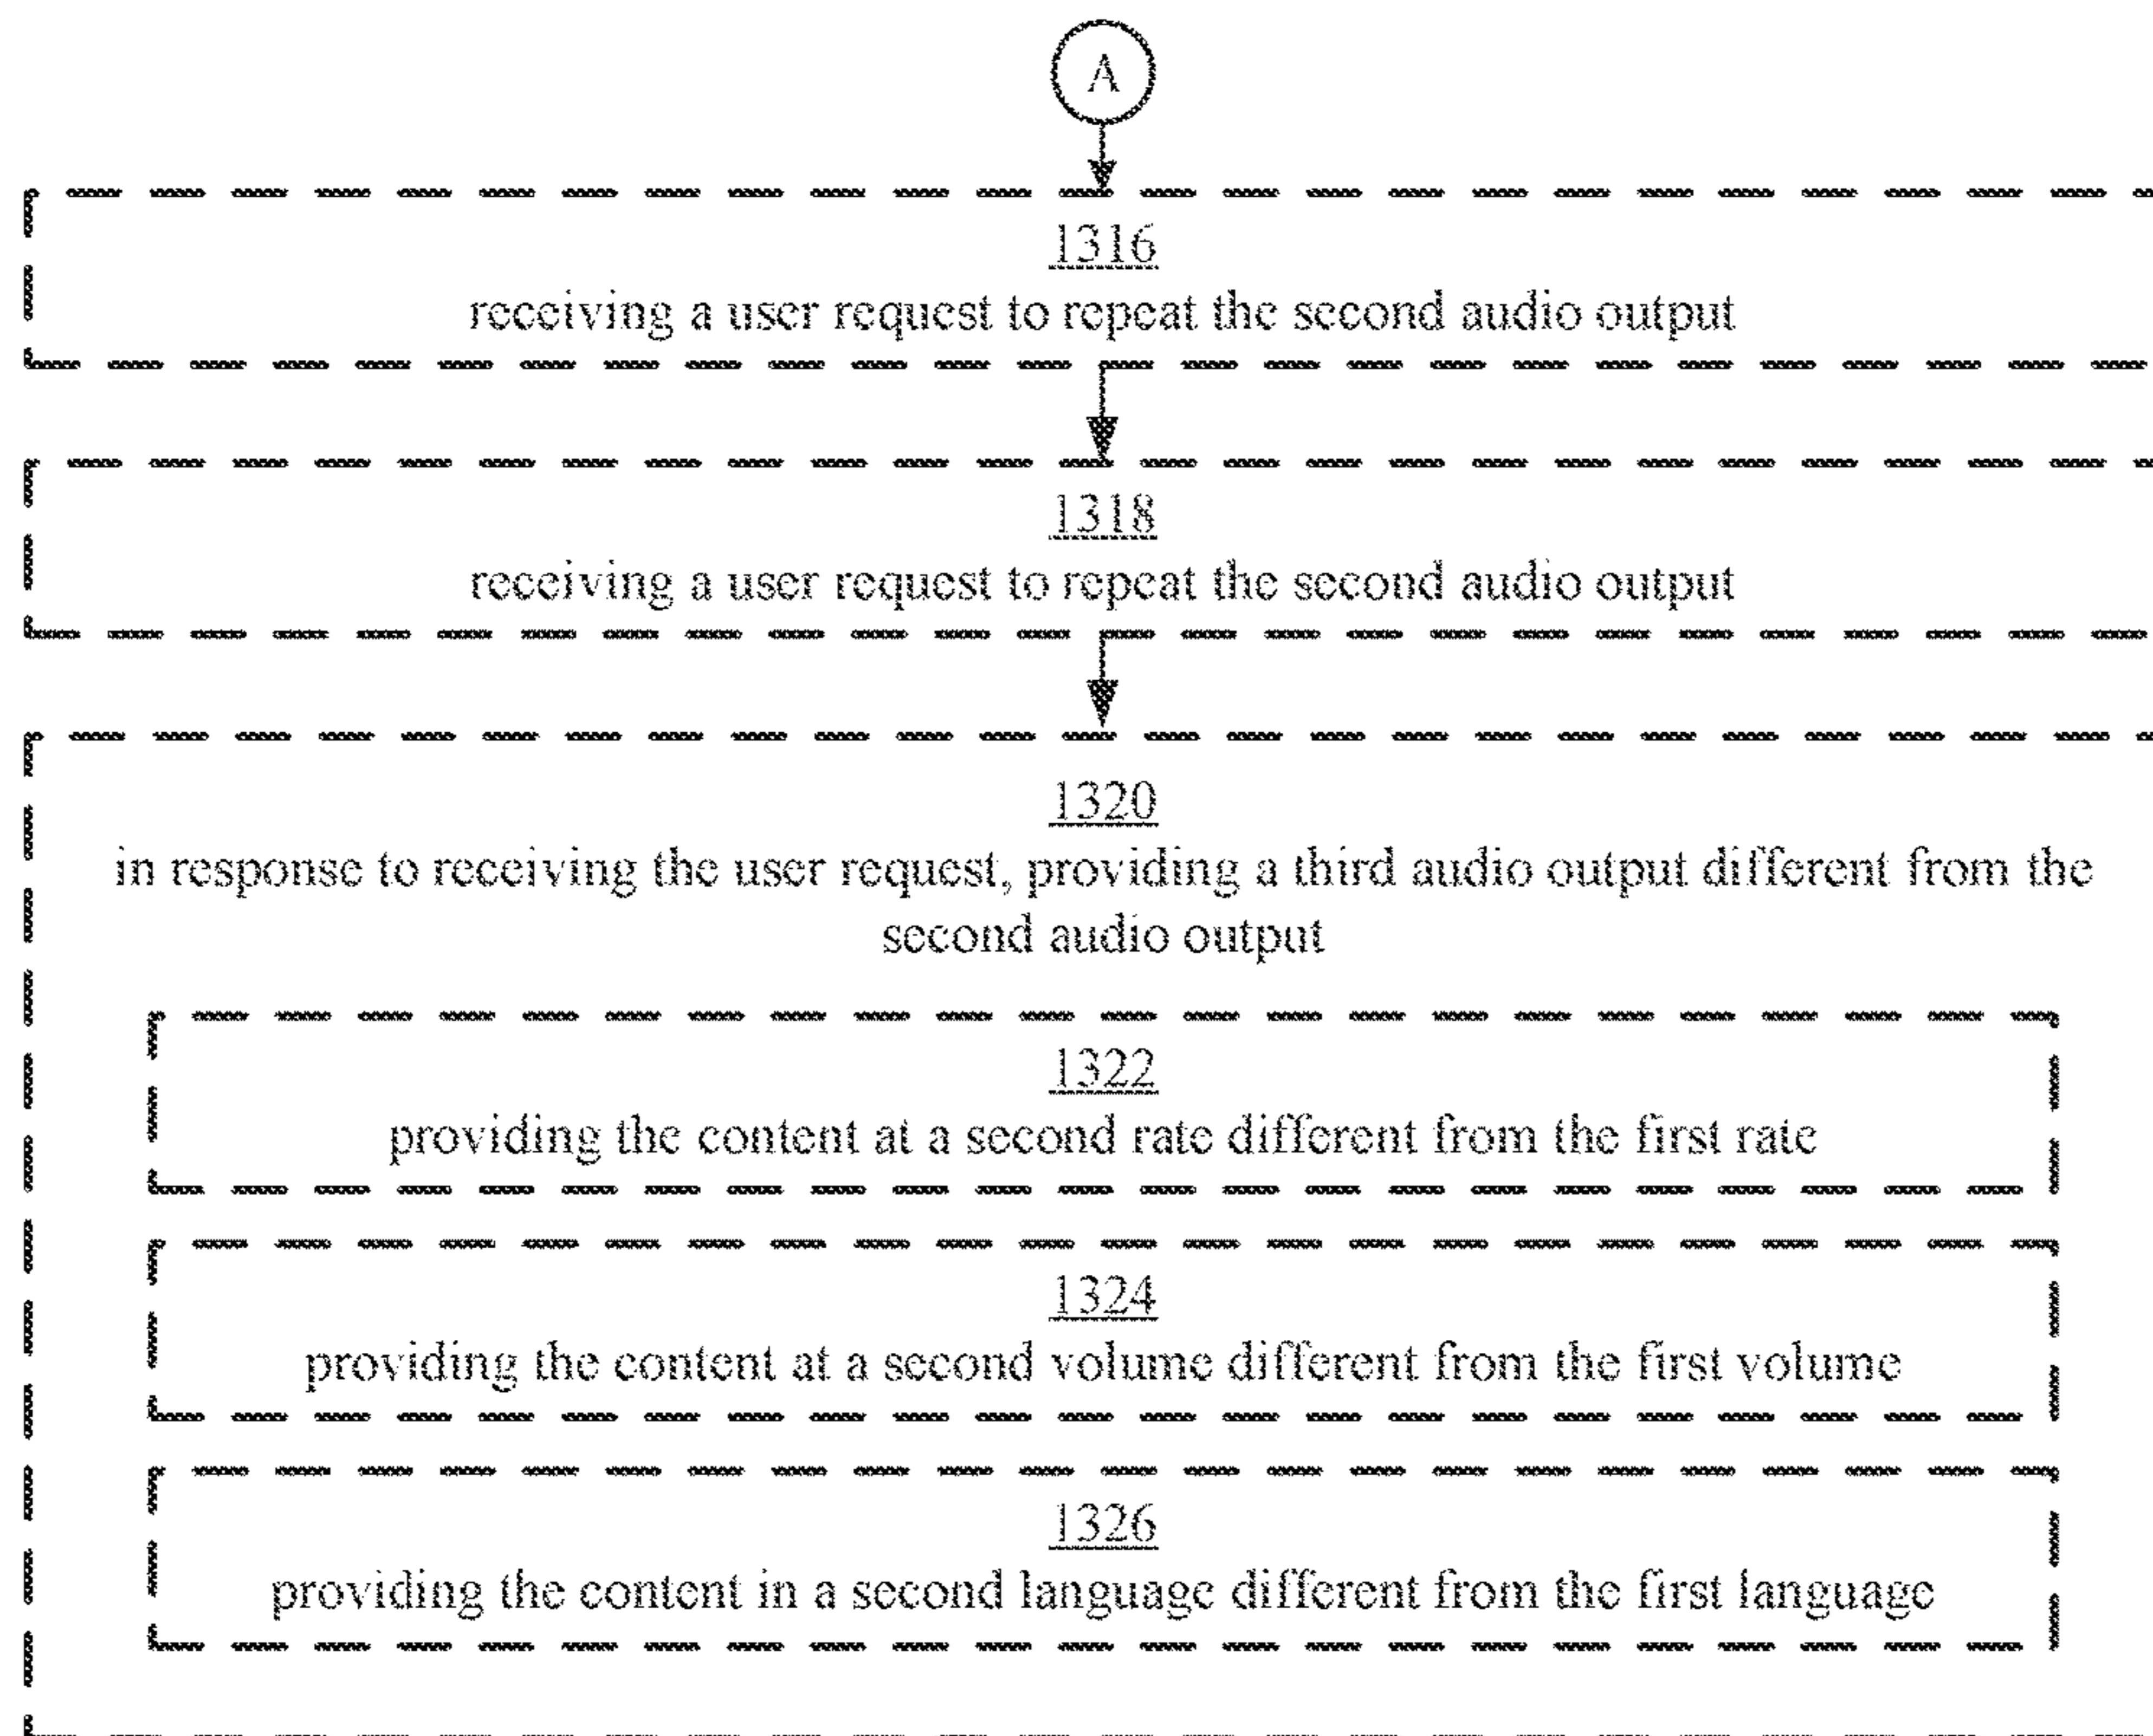 A
1316
receiving a user request to repeat the second audio output
1318
receiving a user request to repeat the second audio output
1320
in response to receiving the user request, providing a third audio output different from the
second audio output
1322
providing the content at a second rate different from the first rate
1324
providing the content at a second volume different from the first volume
1326
providing the content in a second language different from the first language